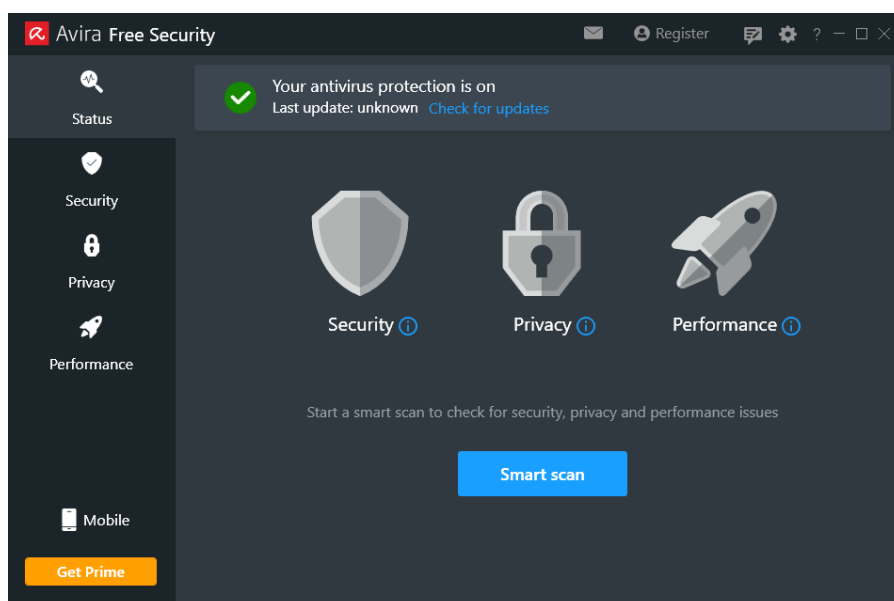 Avira Free Security
Register
?
Status
Your antivirus protection is on
Last update: unknown Check for updates
Security
Privacy
Performance
Security
Privacy
Performance
Start a smart scan to check for security, privacy and performance issues
Smart scan
Mobile
Get Prime